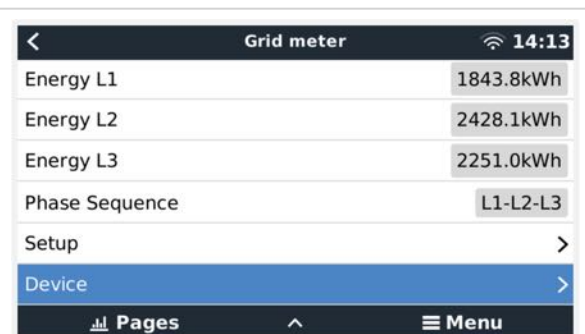 Grid meter 14:13
Energy L1 1843.8kWh
Energy L2 2428.1kWh
Energy L3 2251.0kWh
Phase Sequence L1-L2-L3
Setup
Device
Pages Menu